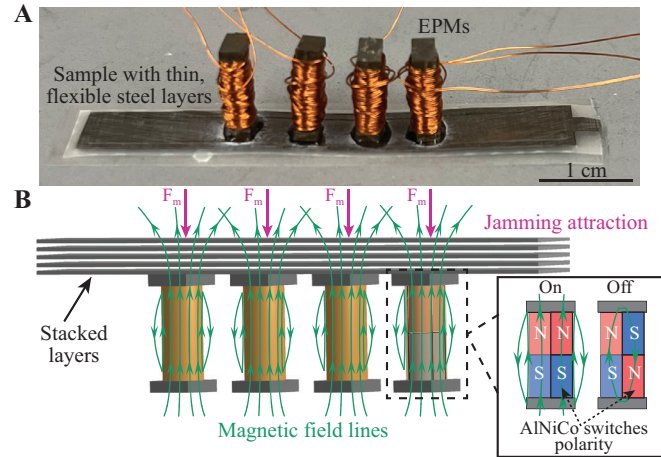 A
EPMs
Sample with thin,
flexible steel layers
1 cm
B
Fm
Fm
Fm
Fm
Jamming attraction
Stacked
layers
Magnetic field lines
On
Off
N
N
N
S
S
S
S
N
AlNiCo switches
polarity